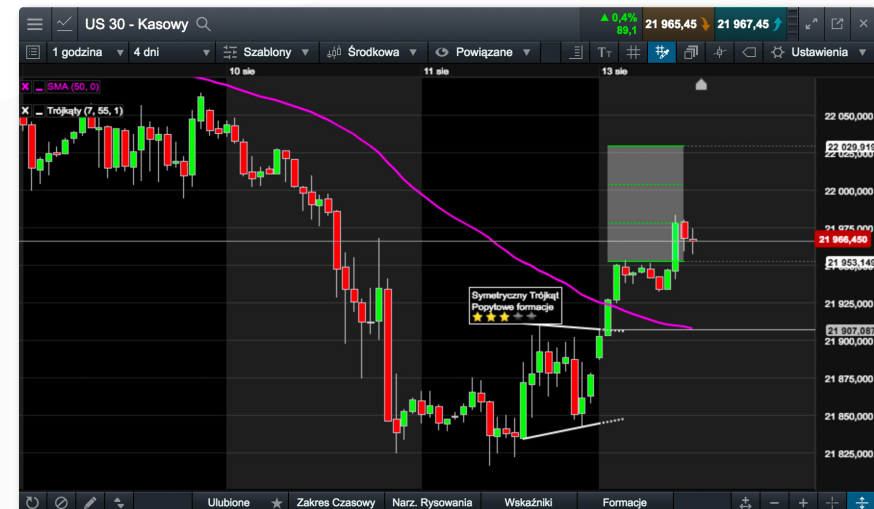 US 30 - Kasowy
▲ 0,4%
89,1
21 965,45
21 967,45
1 godzina
4 dni
Szablony
Środkowa
Powiązane
Ustawienia
10 sie
11 sie
13 sie
SMA (50, 0)
Trójkąty (7, 55, 1)
22 050,000
22 029,919
22 025,000
22 000,000
21 975,000
21 966,450
21 953,149
Symetryczny Trójkąt
Popytowe formacje
21 925,000
21 907,087
21 900,000
21 875,000
21 850,000
21 825,000
Ulubione
Zakres Czasowy
Narz. Rysowania
Wskaźniki
Formacje